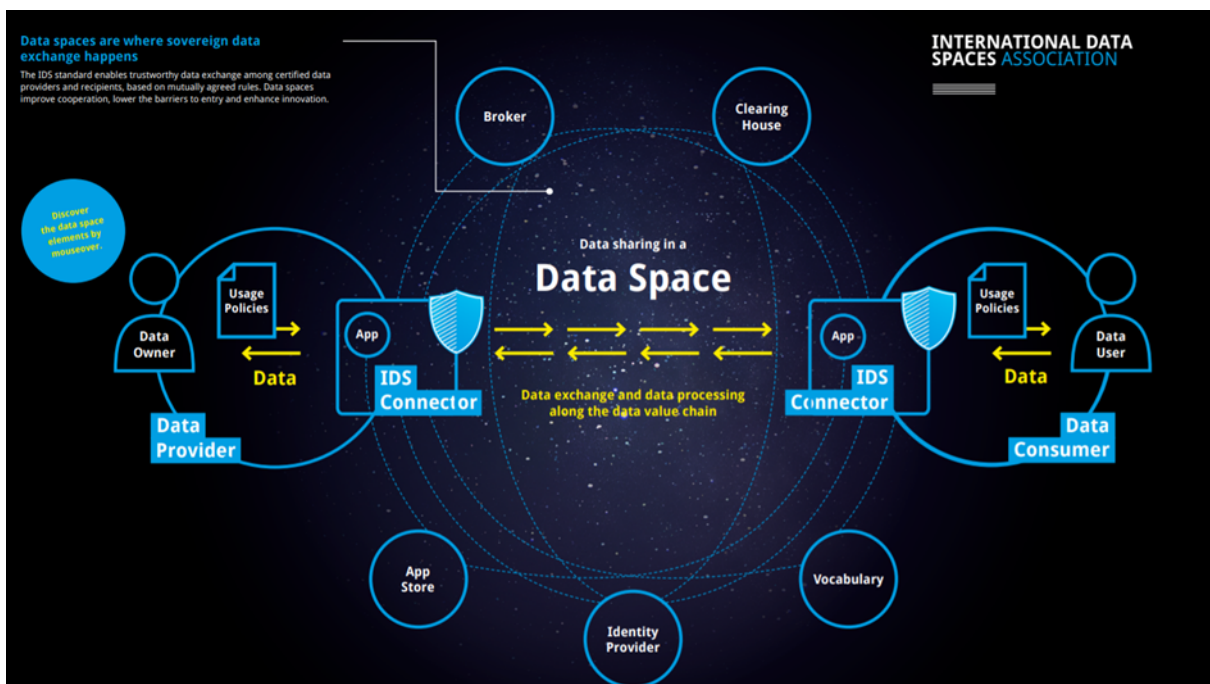 Data spaces are where sovereign data
exchange happens
The IDS standard enables trustworthy data exchange among certified data
providers and recipients, based on mutually agreed rules. Data spaces
improve cooperation, lower the barriers to entry and enhance innovation.
INTERNATIONAL DATA
SPACES ASSOCIATION
Broker
Clearing
House
Discover
the data space
elements by
mouseover.
Data sharing in a
Data Space
Usage
Policies
Data
Owner
Data
App
IDS
Connector
Data
Provider
Data exchange and data processing
along the data value chain
App
IDS
Connector
Usage
Policies
Data
Data
User
Data
Consumer
App
Store
Identity
Provider
Vocabulary